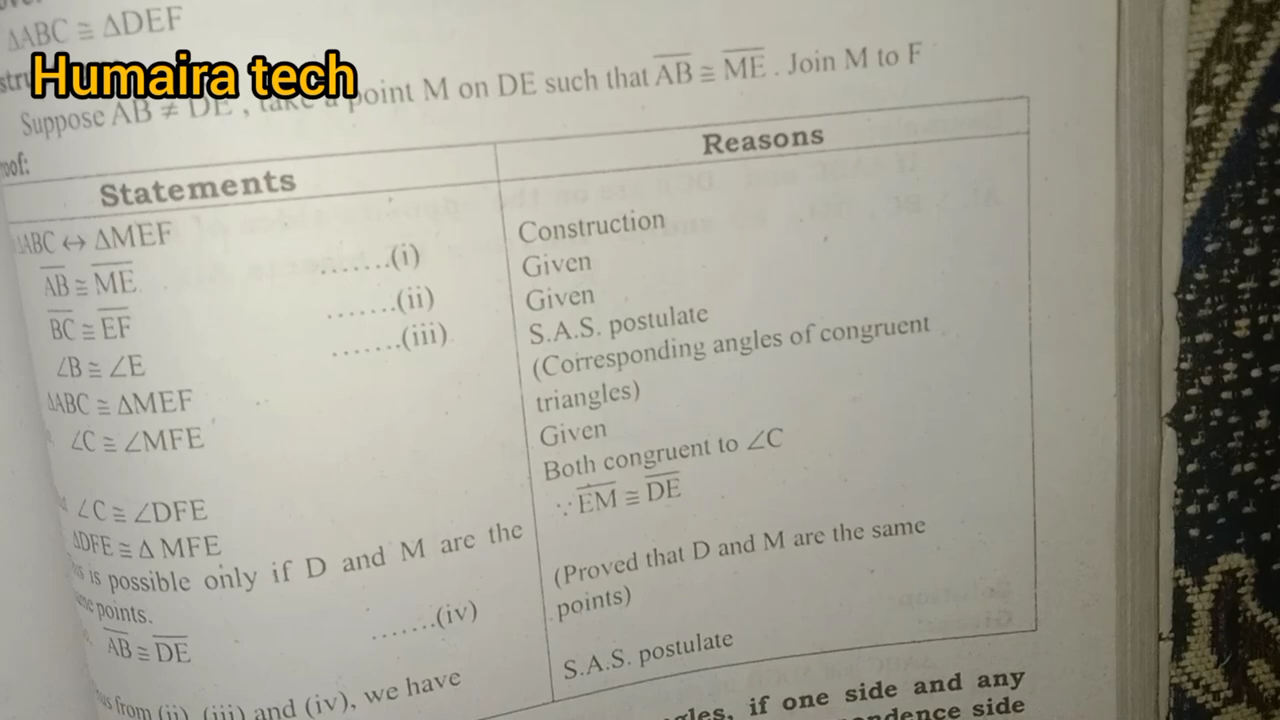 ΔABC ≅ ΔDEF
Humaira tech
Suppose AB ≠ DE , take a point M on DE such that AB ≅ ME . Join M to F
Statements
Reasons
ΔABC ↔ ΔMEF
AB ≅ ME ........(i)
BC ≅ EF ........(ii)
∠B ≅ ∠E ........(iii)
ΔABC ≅ ΔMEF
∠C ≅ ∠MFE
∠C ≅ ∠DFE
ΔDFE ≅ Δ MFE
is possible only if D and M are the
points.
AB ≅ DE ........(iv)
from (ii), (iii) and (iv), we have
Construction
Given
Given
S.A.S. postulate
(Corresponding angles of congruent
triangles)
Given
Both congruent to ∠C
∵ EM ≅ DE
(Proved that D and M are the same
points)
S.A.S. postulate
if one side and any
side